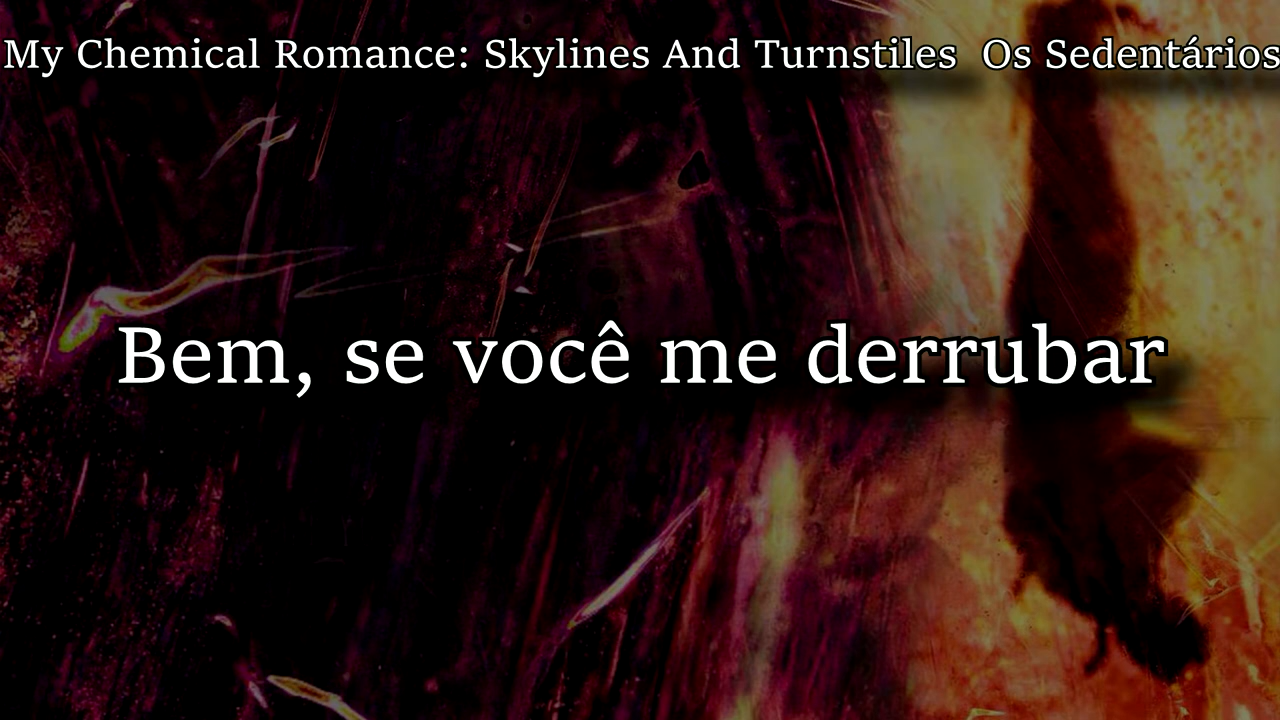 My Chemical Romance: Skylines And Turnstiles Os Sedentários
Bem, se você me derrubar